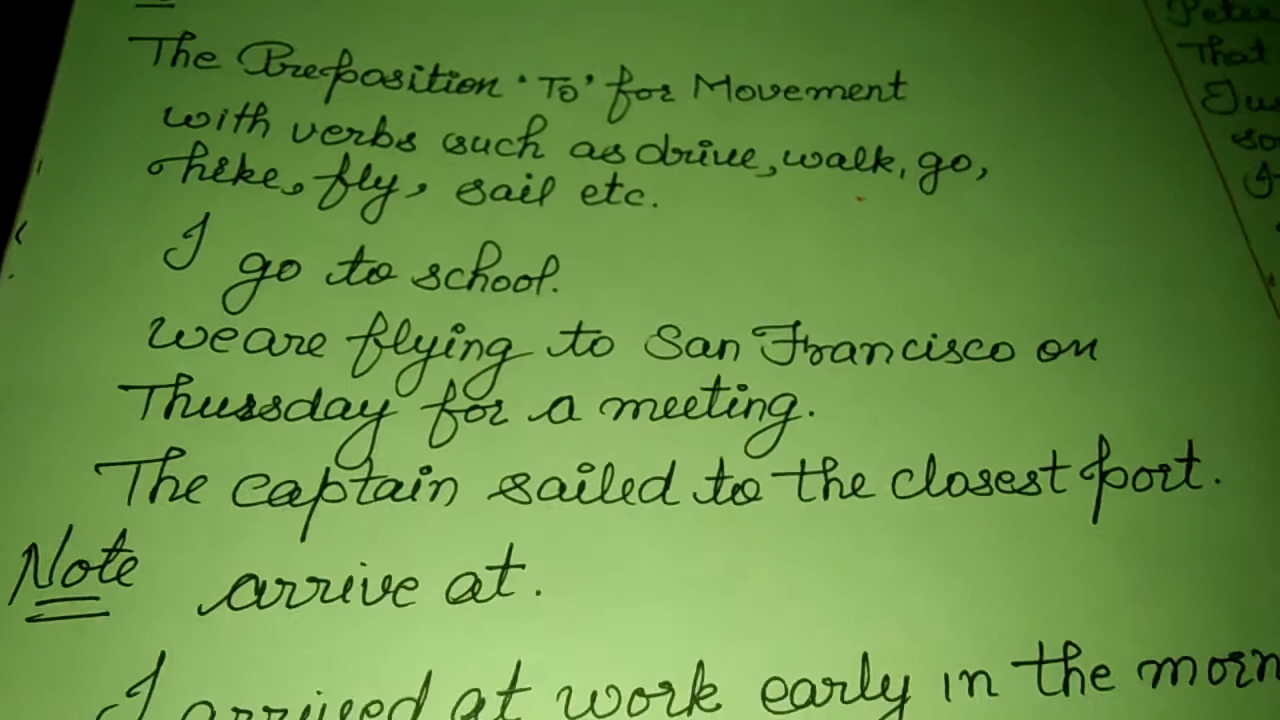 The Preposition 'To' for Movement
with verbs such as drive, walk, go,
hike, fly, sail etc.
I go to school.
We are flying to San Francisco on
Thursday for a meeting.
The captain sailed to the closest port.
Note arrive at.
I arrived at work early in the morn
That
so